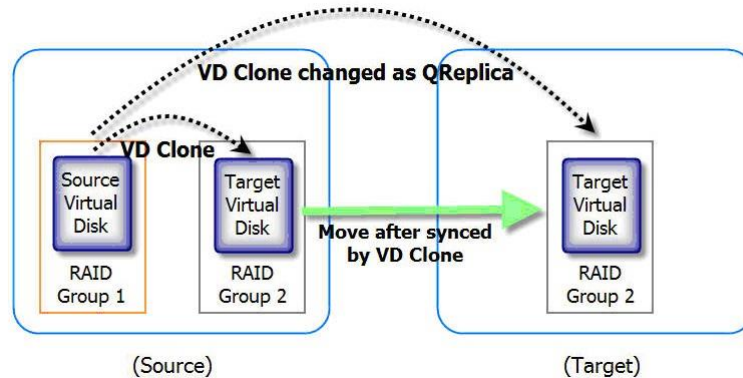 VD Clone changed as QReplica
VD Clone
Source
Virtual
Disk
RAID
Group 1
Target
Virtual
Disk
RAID
Group 2
Move after synced
by VD Clone
Target
Virtual
Disk
RAID
Group 2
(Source)
(Target)